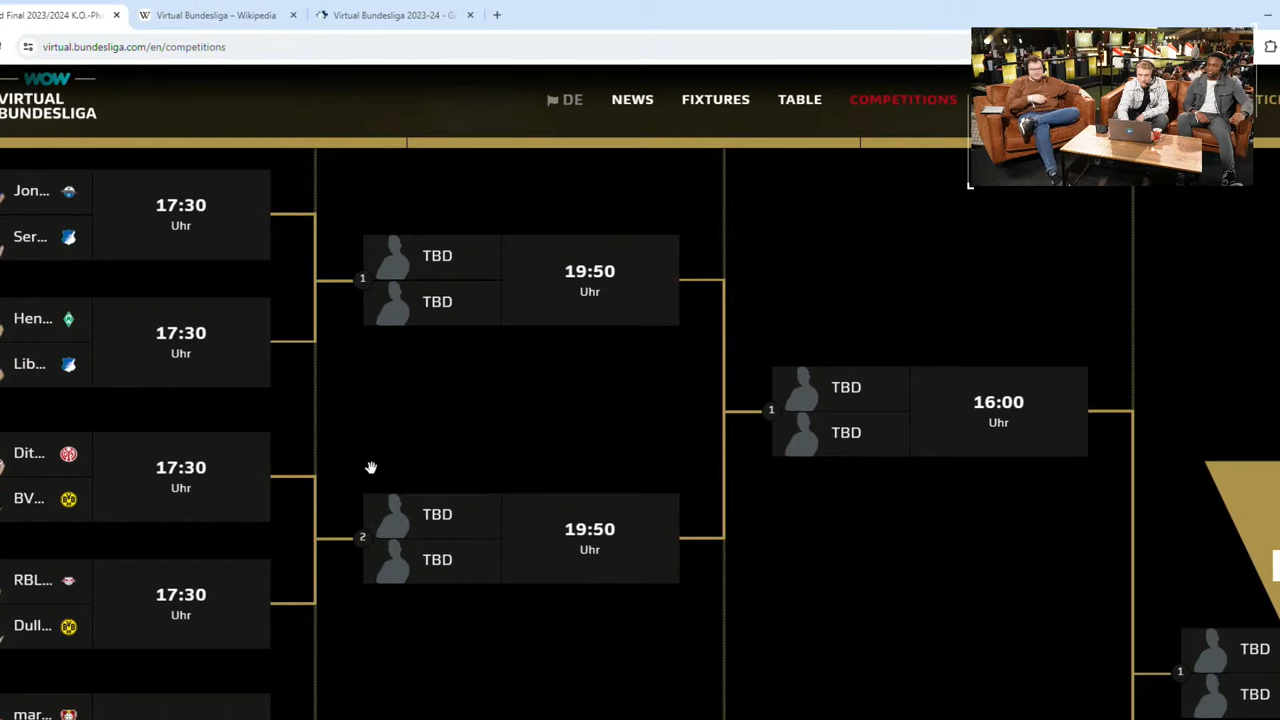 d Final 2023/2024 K.O.-Ph
Virtual Bundesliga – Wikipedia
Virtual Bundesliga 2023-24 - G
virtual.bundesliga.com/en/competitions
WOW
VIRTUAL
BUNDESLIGA
DE
NEWS
FIXTURES
TABLE
COMPETITIONS
TIC
Jon...
Ser...
17:30
Uhr
Hen...
Lib...
17:30
Uhr
Dit...
BV...
17:30
Uhr
RBL...
Dull...
17:30
Uhr
mar...
1
TBD
TBD
19:50
Uhr
2
TBD
TBD
19:50
Uhr
1
TBD
TBD
16:00
Uhr
1
TBD
TBD